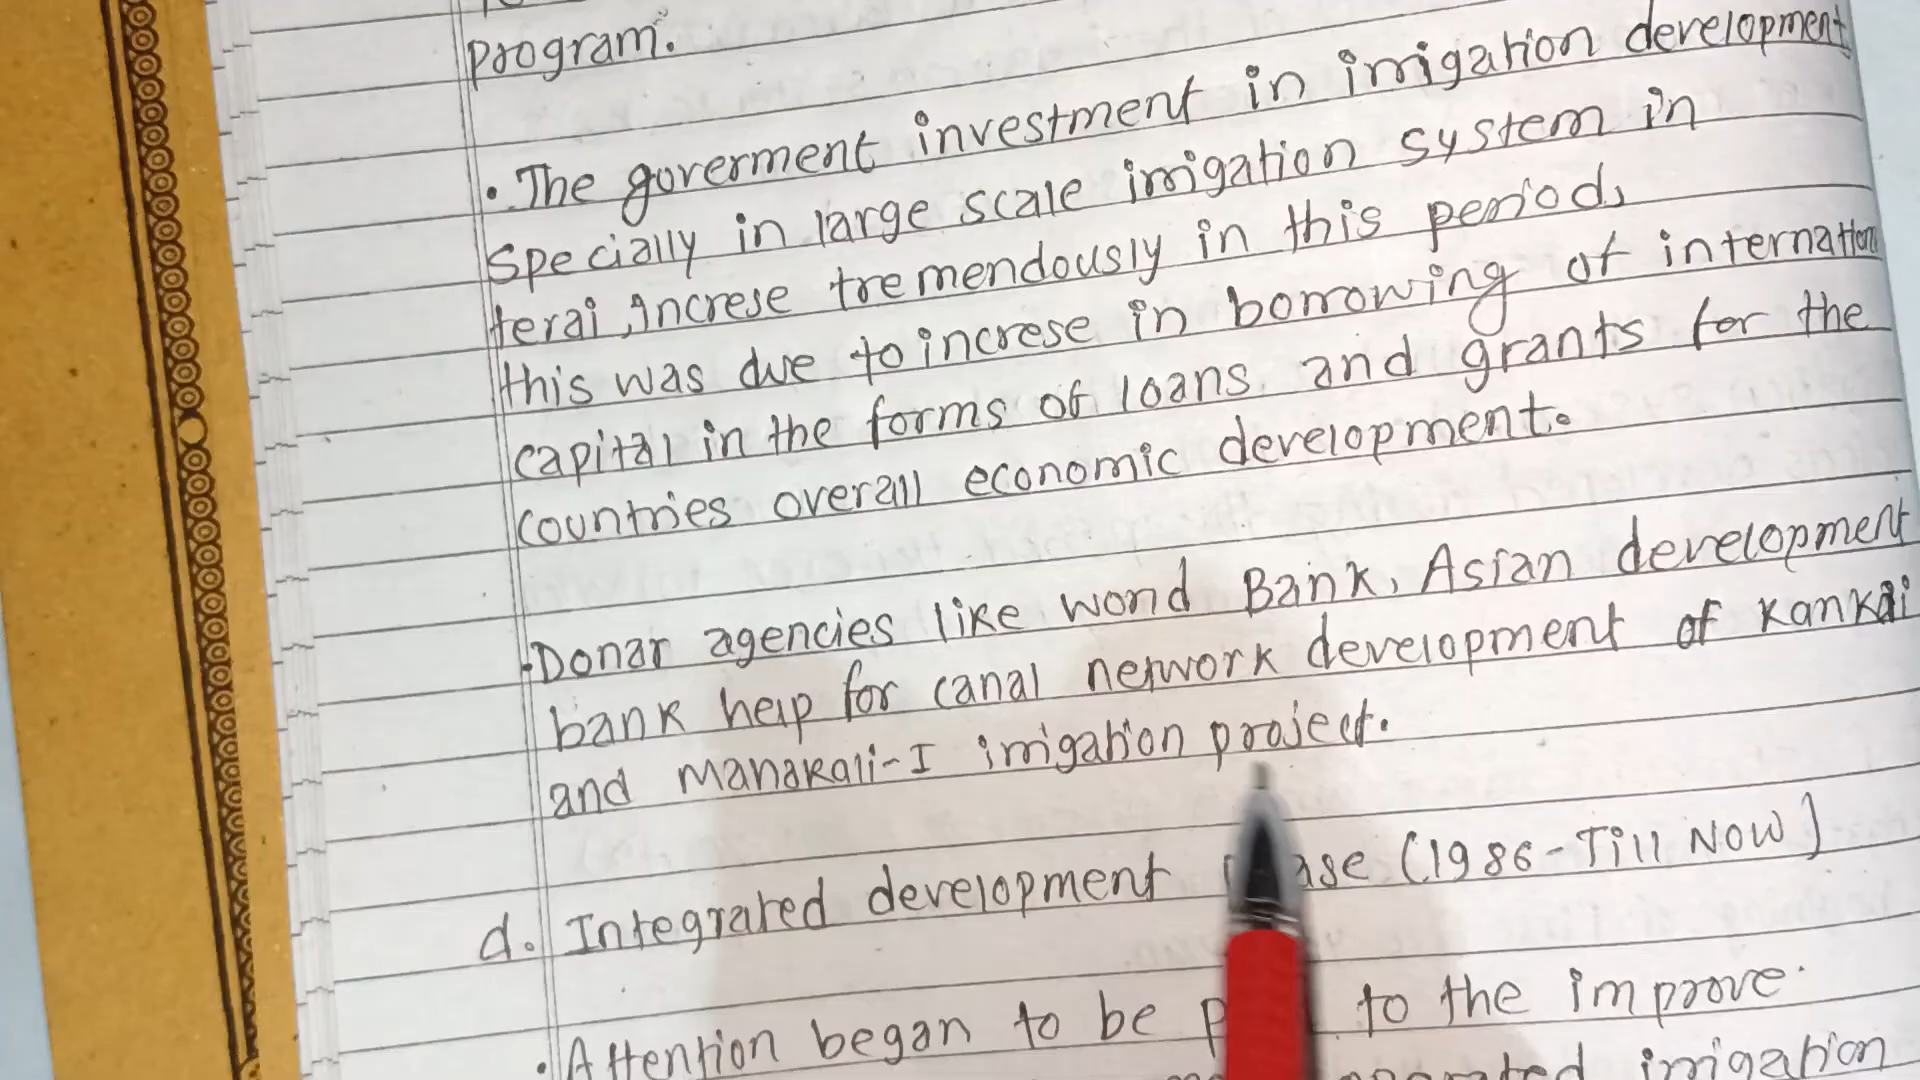 program.
• The goverment investment in irrigation development
specially in large scale irrigation system in
terai, increse tremendously in this period,
this was due to increse in borrowing of internation
capital in the forms of loans and grants for the
countries overall economic development.
Donar agencies like word Bank, Asian development
bank help for canal network development of Kankai
and Mahakali-I irrigation project.
d. Integrated development (1986-Till Now)
• Attention began to be to the improve
irrigation